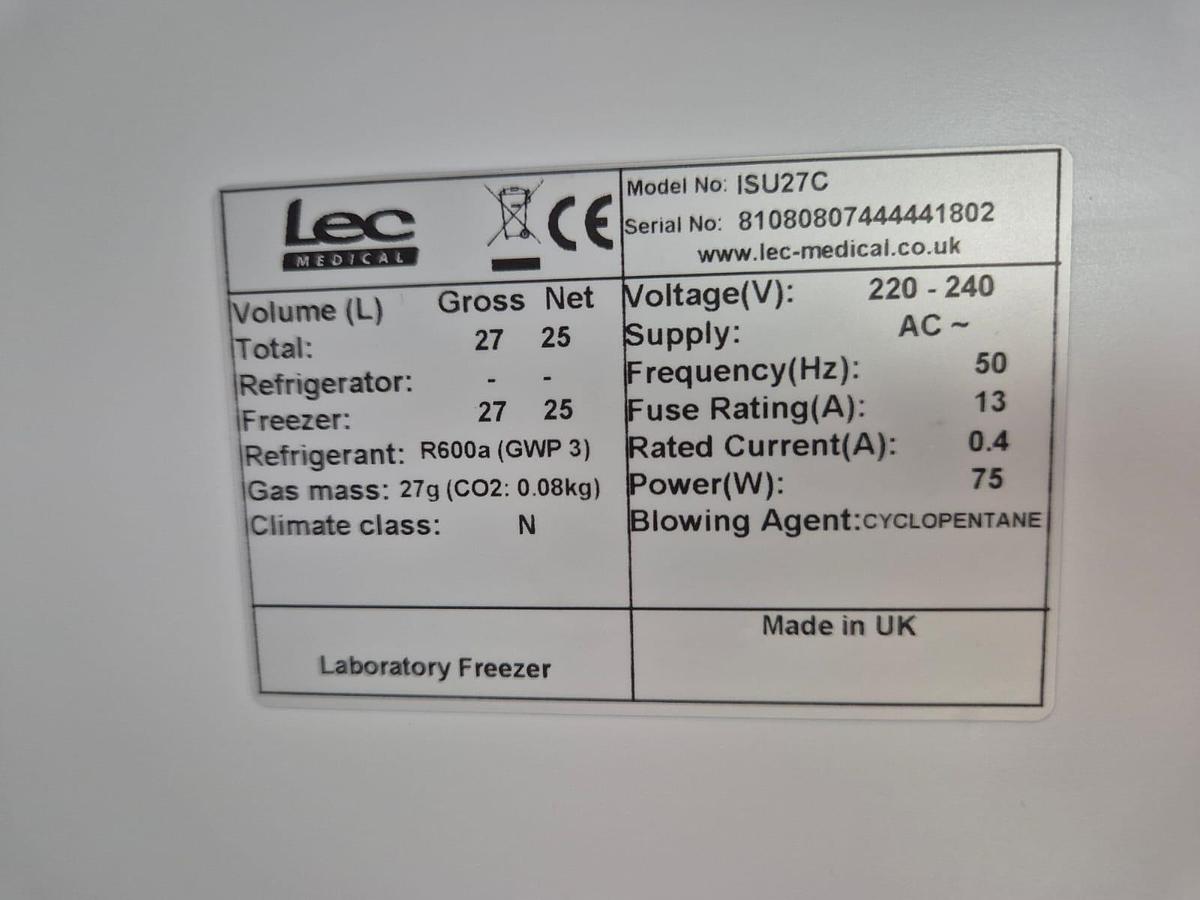 Lec
MEDICAL
CE
Model No: ISU27C
Serial No: 81080807444441802
www.lec-medical.co.uk
Volume (L) Gross Net
Total: 27 25
Refrigerator: - -
Freezer: 27 25
Refrigerant: R600a (GWP 3)
Gas mass: 27g (CO2: 0.08kg)
Climate class: N
Voltage(V): 220 - 240
Supply: AC ~
Frequency(Hz): 50
Fuse Rating(A): 13
Rated Current(A): 0.4
Power(W): 75
Blowing Agent:CYCLOPENTANE
Laboratory Freezer
Made in UK